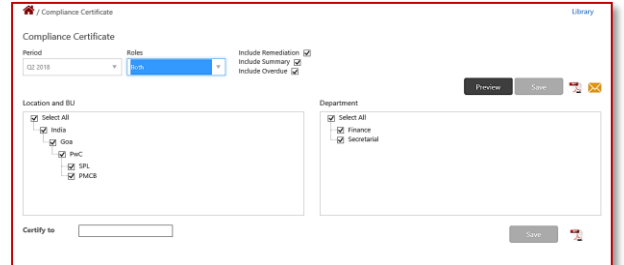 / Compliance Certificate Library
Compliance Certificate
Period Roles Include Remediation
Include Summary
Include Overdue
Q2 2018 Both
Preview Save
Location and BU Department
Select All Select All
India Finance
Goa Secretarial
PwC
SPL
PMCB
Certify to Save